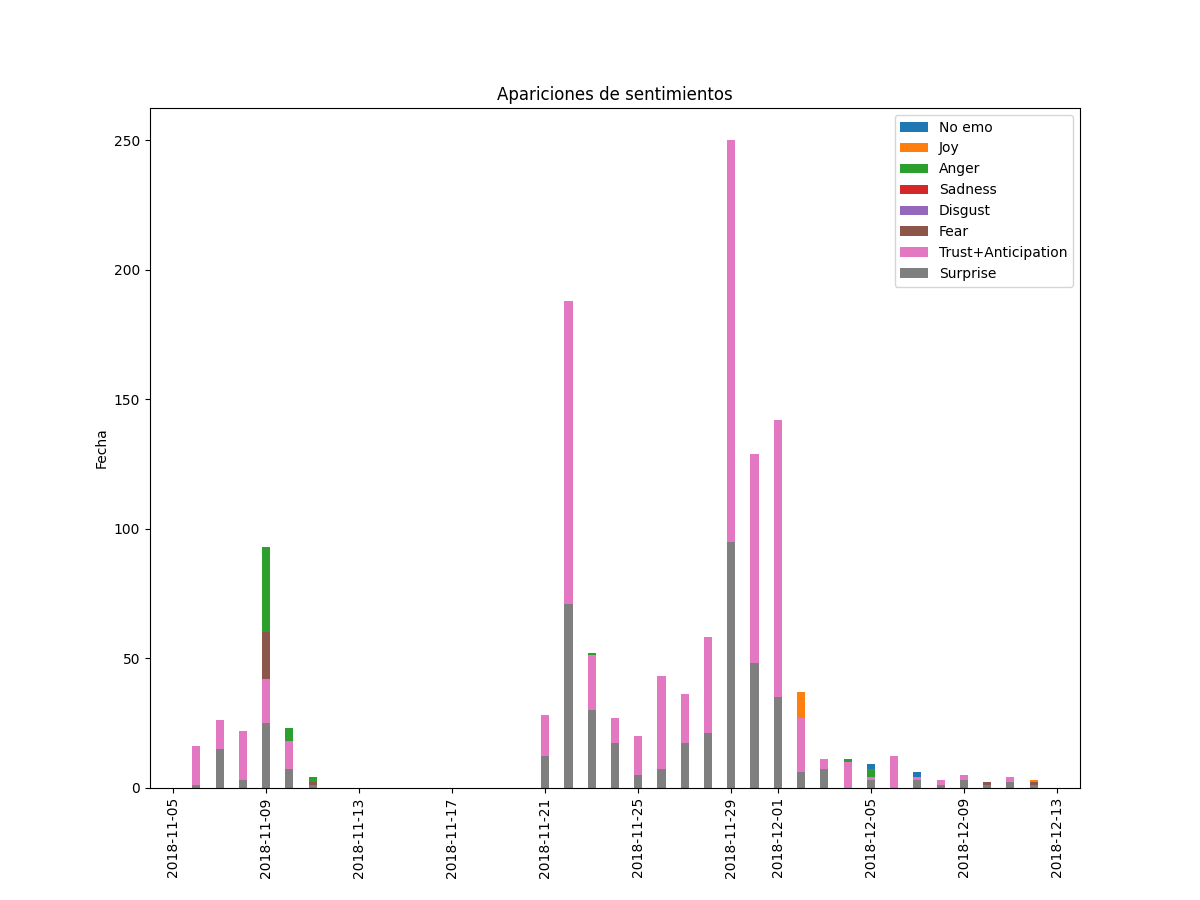 Apariciones de sentimientos
No emo
Joy
Anger
Sadness
Disgust
Fear
Trust+Anticipation
Surprise
Fecha
250
200
150
100
50
0
2018-11-05
2018-11-09
2018-11-13
2018-11-17
2018-11-21
2018-11-25
2018-11-29
2018-12-01
2018-12-05
2018-12-09
2018-12-13